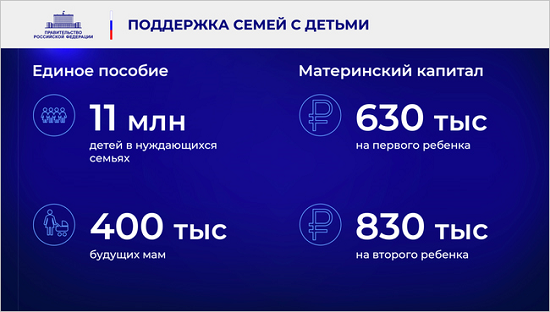 ПРАВИТЕЛЬСТВО
РОССИЙСКОЙ ФЕДЕРАЦИИ
ПОДДЕРЖКА СЕМЕЙ С ДЕТЬМИ
Единое пособие
11 млн
детей в нуждающихся
семьях
400 тыс
будущих мам
Материнский капитал
630 тыс
на первого ребенка
830 тыс
на второго ребенка